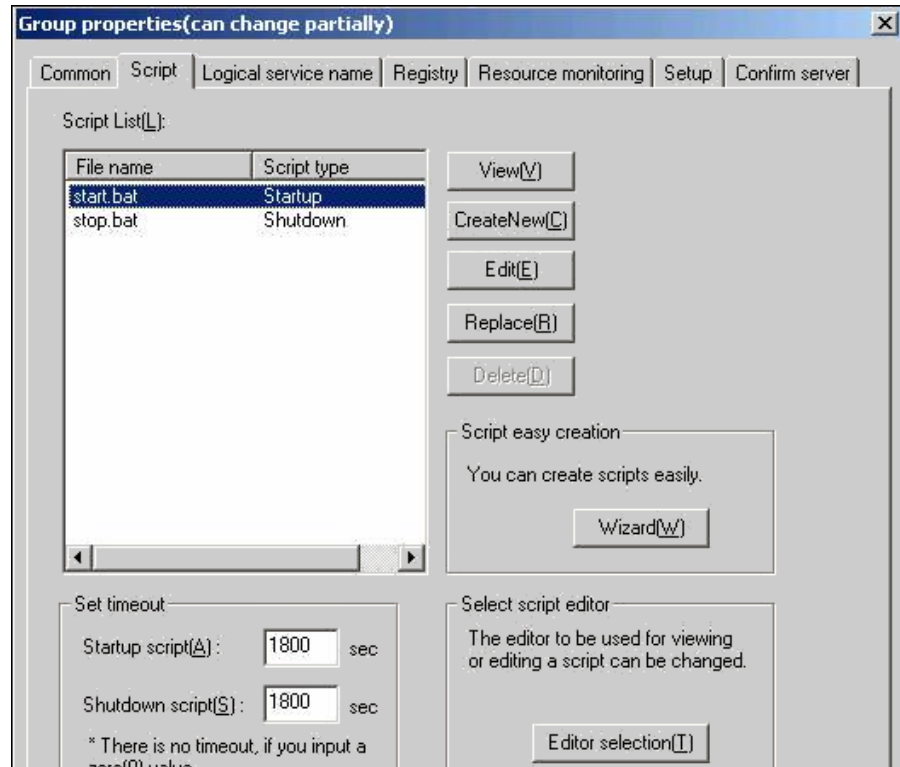 Group properties(can change partially)
Common Script Logical service name Registry Resource monitoring Setup Confirm server
Script List(L):
File name Script type
start.bat Startup
stop.bat Shutdown
View(V)
CreateNew(C)
Edit(E)
Replace(R)
Delete(D)
Script easy creation
You can create scripts easily.
Wizard(W)
Set timeout
Startup script(A) : 1800 sec
Shutdown script(S) : 1800 sec
* There is no timeout, if you input a
zero(0) value
Select script editor
The editor to be used for viewing
or editing a script can be changed.
Editor selection(T)